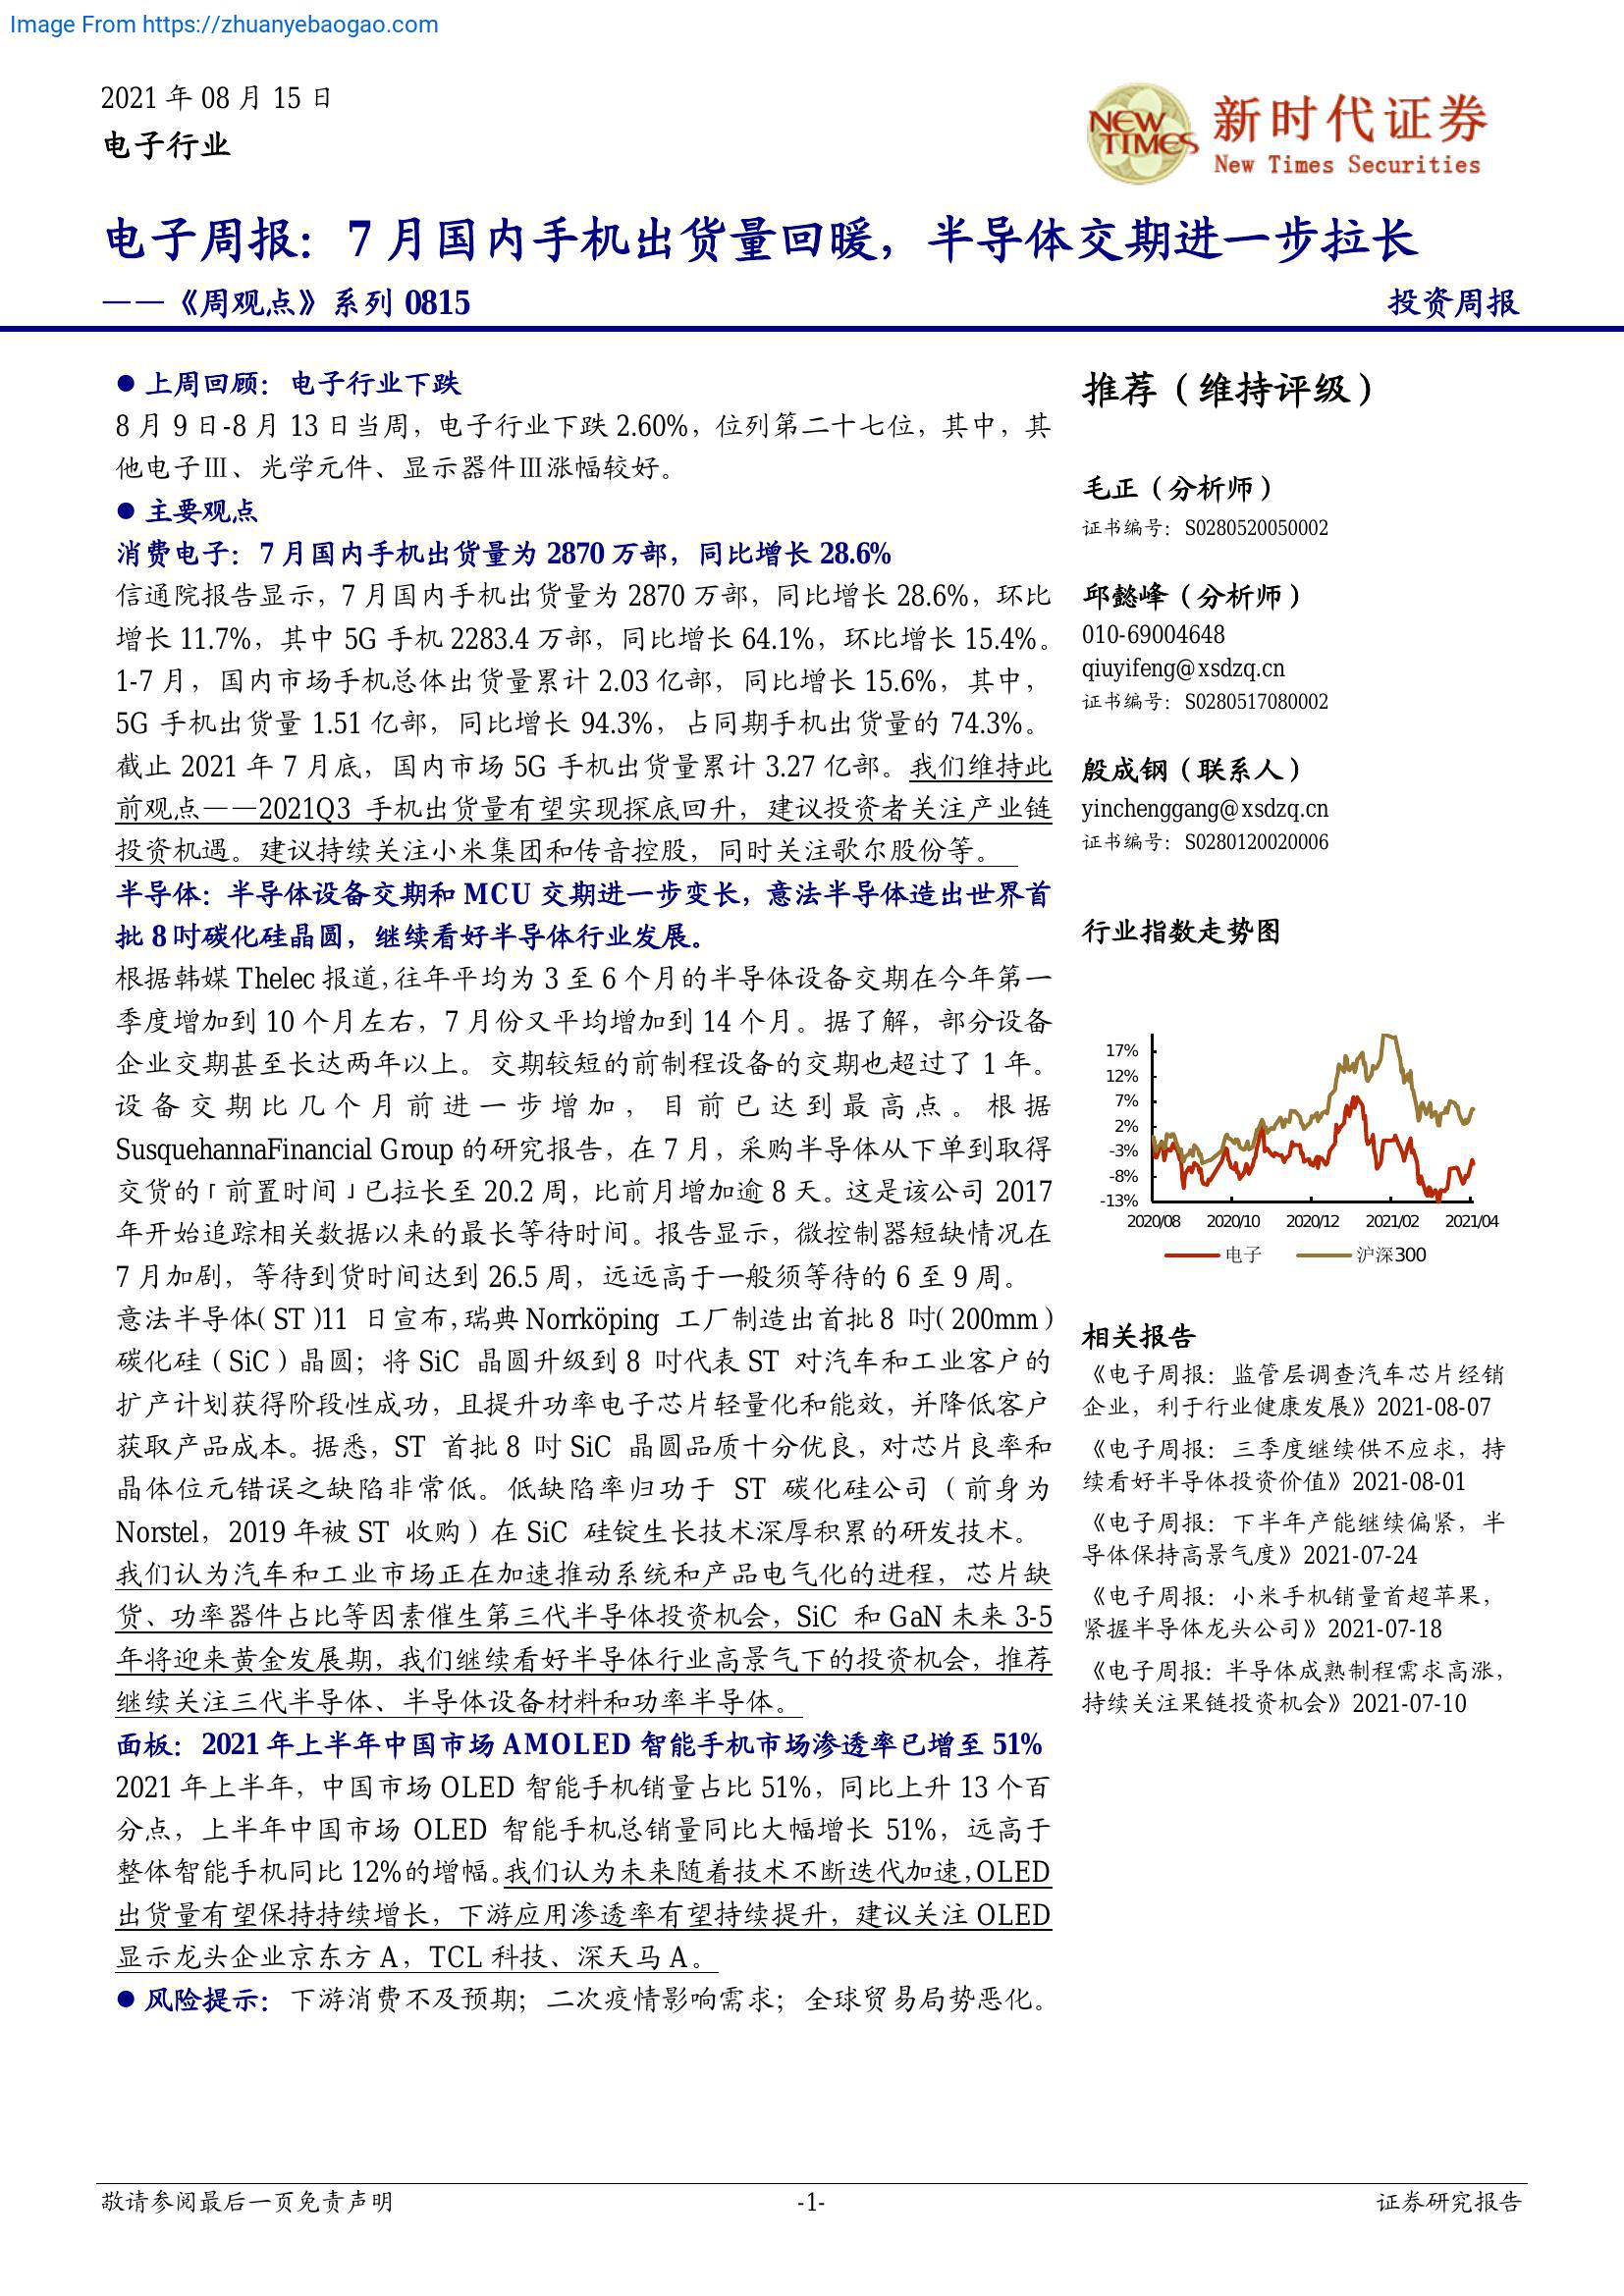 Image From https://zhuanyebaogao.com
2021 年 08 月 15 日
电子行业
NEW TIMES
新时代证券
New Times Securities
电子周报：7 月国内手机出货量回暖，半导体交期进一步拉长
——《周观点》系列 0815
投资周报
● 上周回顾：电子行业下跌
8 月 9 日-8 月 13 日当周，电子行业下跌 2.60%，位列第二十七位，其中，其
他电子Ⅲ、光学元件、显示器件Ⅲ涨幅较好。
● 主要观点
消费电子：7 月国内手机出货量为 2870 万部，同比增长 28.6%
信通院报告显示，7 月国内手机出货量为 2870 万部，同比增长 28.6%，环比
增长 11.7%，其中 5G 手机 2283.4 万部，同比增长 64.1%，环比增长 15.4%。
1-7 月，国内市场手机总体出货量累计 2.03 亿部，同比增长 15.6%，其中，
5G 手机出货量 1.51 亿部，同比增长 94.3%，占同期手机出货量的 74.3%。
截止 2021 年 7 月底，国内市场 5G 手机出货量累计 3.27 亿部。我们维持此
前观点——2021Q3 手机出货量有望实现探底回升，建议投资者关注产业链
投资机遇。建议持续关注小米集团和传音控股，同时关注歌尔股份等。
半导体：半导体设备交期和 MCU 交期进一步变长，意法半导体造出世界首
批 8 吋碳化硅晶圆，继续看好半导体行业发展。
根据韩媒 Thelec 报道，往年平均为 3 至 6 个月的半导体设备交期在今年第一
季度增加到 10 个月左右，7 月份又平均增加到 14 个月。据了解，部分设备
企业交期甚至长达两年以上。交期较短的前制程设备的交期也超过了 1 年。
设备交期比几个月前进一步增加，目前已达到最高点。根据
SusquehannaFinancial Group 的研究报告，在 7 月，采购半导体从下单到取得
交货的「前置时间」已拉长至 20.2 周，比前月增加逾 8 天。这是该公司 2017
年开始追踪相关数据以来的最长等待时间。报告显示，微控制器短缺情况在
7 月加剧，等待到货时间达到 26.5 周，远远高于一般须等待的 6 至 9 周。
意法半导体（ST）11 日宣布，瑞典 Norrköping 工厂制造出首批 8 吋（200mm）
碳化硅（SiC）晶圆；将 SiC 晶圆升级到 8 吋代表 ST 对汽车和工业客户的
扩产计划获得阶段性成功，且提升功率电子芯片轻量化和能效，并降低客户
获取产品成本。据悉，ST 首批 8 吋 SiC 晶圆品质十分优良，对芯片良率和
晶体位元错误之缺陷非常低。低缺陷率归功于 ST 碳化硅公司（前身为
Norstel，2019 年被 ST 收购）在 SiC 硅锭生长技术深厚积累的研发技术。
我们认为汽车和工业市场正在加速推动系统和产品电气化的进程，芯片缺
货、功率器件占比等因素催生第三代半导体投资机会，SiC 和 GaN 未来 3-5
年将迎来黄金发展期，我们继续看好半导体行业高景气下的投资机会，推荐
继续关注三代半导体、半导体设备材料和功率半导体。
面板：2021 年上半年中国市场 AMOLED 智能手机市场渗透率已增至 51%
2021 年上半年，中国市场 OLED 智能手机销量占比 51%，同比上升 13 个百
分点，上半年中国市场 OLED 智能手机总销量同比大幅增长 51%，远高于
整体智能手机同比 12%的增幅。我们认为未来随着技术不断迭代加速，OLED
出货量有望保持持续增长，下游应用渗透率有望持续提升，建议关注 OLED
显示龙头企业京东方 A，TCL 科技、深天马 A。
● 风险提示：下游消费不及预期；二次疫情影响需求；全球贸易局势恶化。
推荐（维持评级）
毛正（分析师）
证书编号：S0280520050002
邱懿峰（分析师）
010-69004648
qiuyifeng@xsdzq.cn
证书编号：S0280517080002
殷成钢（联系人）
yinchenggang@xsdzq.cn
证书编号：S0280120020006
行业指数走势图
17%
12%
7%
2%
-3%
-8%
-13%
2020/08 2020/10 2020/12 2021/02 2021/04
电子 沪深300
相关报告
《电子周报：监管层调查汽车芯片经销
企业，利于行业健康发展》2021-08-07
《电子周报：三季度继续供不应求，持
续看好半导体投资价值》2021-08-01
《电子周报：下半年产能继续偏紧，半
导体保持高景气度》2021-07-24
《电子周报：小米手机销量首超苹果，
紧握半导体龙头公司》2021-07-18
《电子周报：半导体成熟制程需求高涨，
持续关注果链投资机会》2021-07-10
敬请参阅最后一页免责声明
-1-
证券研究报告